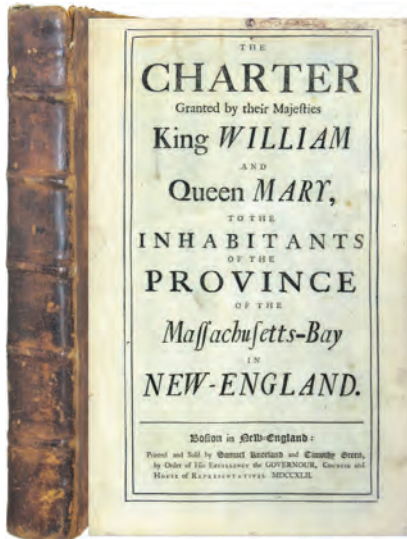 THE
CHARTER
Granted by their Majeſties
King WILLIAM
AND
Queen MARY,
TO THE
INHABITANTS
OF THE
PROVINCE
OF THE
Maſſachuſetts-Bay
IN
NEW-ENGLAND.
Boſton in New-England:
Printed and Sold by Samuel Kneeland and Timothy Green,
by Order of His EXCELLENCY the GOVERNOUR, COUNCIL and
HOUSE of REPRESENTATIVES. MDCCXLII.